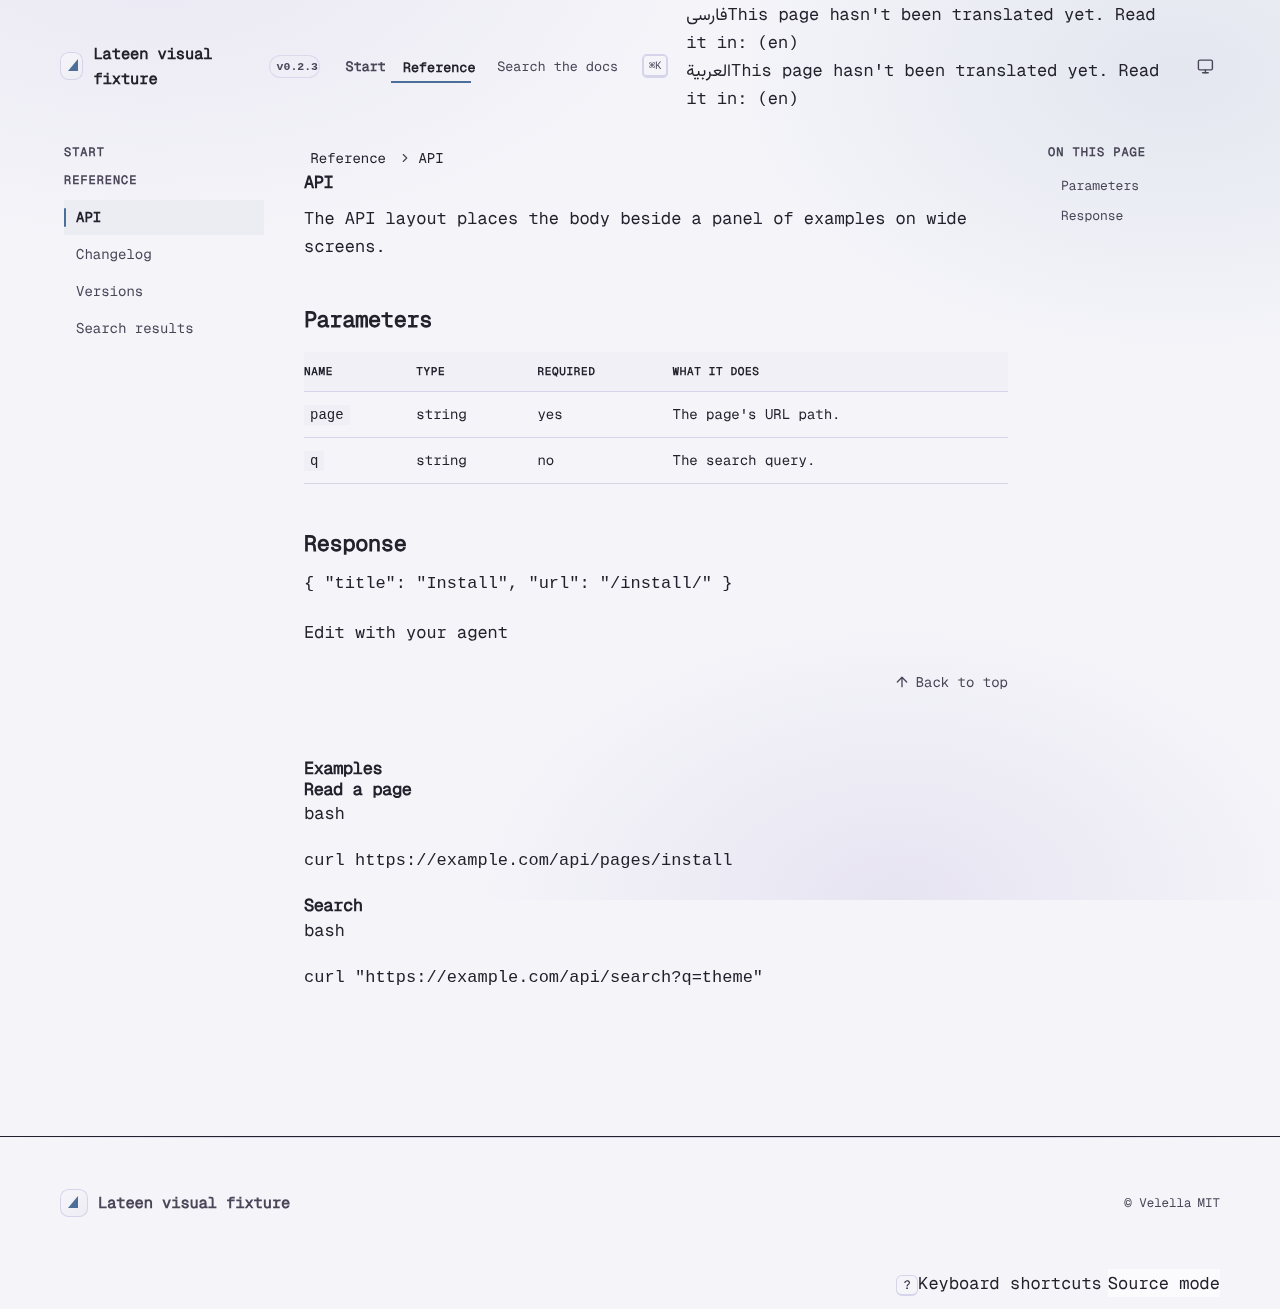 Lateen visual fixture
v0.2.3
Start
Reference
Search the docs
⌘K
فارسیThis page hasn't been translated yet. Read it in: (en)
العربيةThis page hasn't been translated yet. Read it in: (en)
START
REFERENCE
API
Changelog
Versions
Search results
Reference > API
API
The API layout places the body beside a panel of examples on wide
screens.
Parameters
NAME TYPE REQUIRED WHAT IT DOES
page string yes The page's URL path.
q string no The search query.
Response
{ "title": "Install", "url": "/install/" }
Edit with your agent
↑ Back to top
Examples
Read a page
bash
curl https://example.com/api/pages/install
Search
bash
curl "https://example.com/api/search?q=theme"
ON THIS PAGE
Parameters
Response
Lateen visual fixture
© Velella MIT
? Keyboard shortcuts Source mode